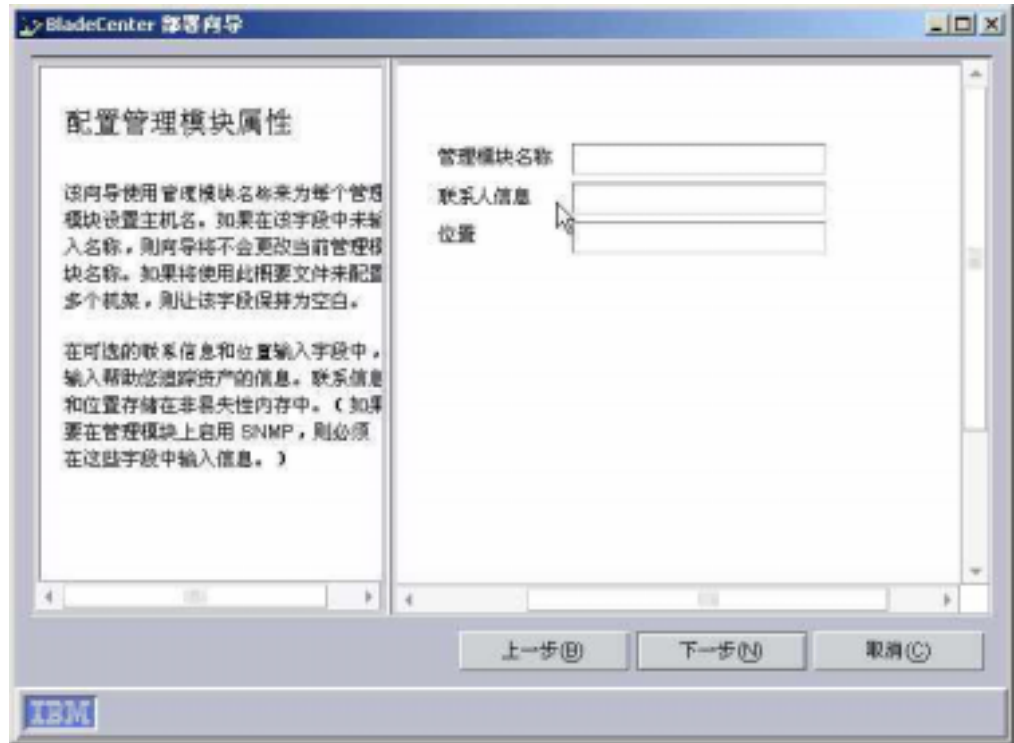 BladeCenter 部署向导
配置管理模块属性
该向导使用管理模块名称来为每个管理
模块设置主机名。如果在该字段中未输
入名称，则向导将不会更改当前管理模
块名称。如果将使用此概要文件来配置
多个机架，则让该字段保持为空白。
在可选的联系信息和位置输入字段中，
输入帮助您追踪资产的信息。联系信息
和位置存储在非易失性内存中。（如果
要在管理模块上启用 SNMP，则必须
在这些字段中输入信息。）
管理模块名称
联系人信息
位置
上一步(B)
下一步(N)
取消(C)
IBM